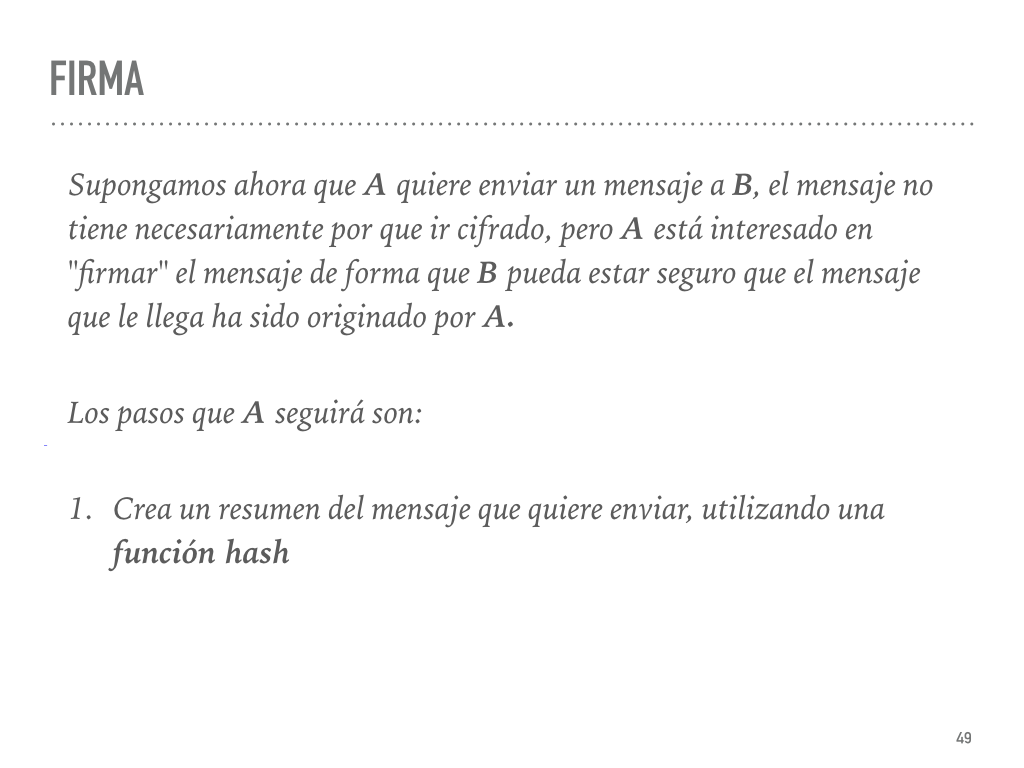 FIRMA
Supongamos ahora que A quiere enviar un mensaje a B, el mensaje no
tiene necesariamente por que ir cifrado, pero A está interesado en
"firmar" el mensaje de forma que B pueda estar seguro que el mensaje
que le llega ha sido originado por A.
Los pasos que A seguirá son:
1. Crea un resumen del mensaje que quiere enviar, utilizando una
función hash
49